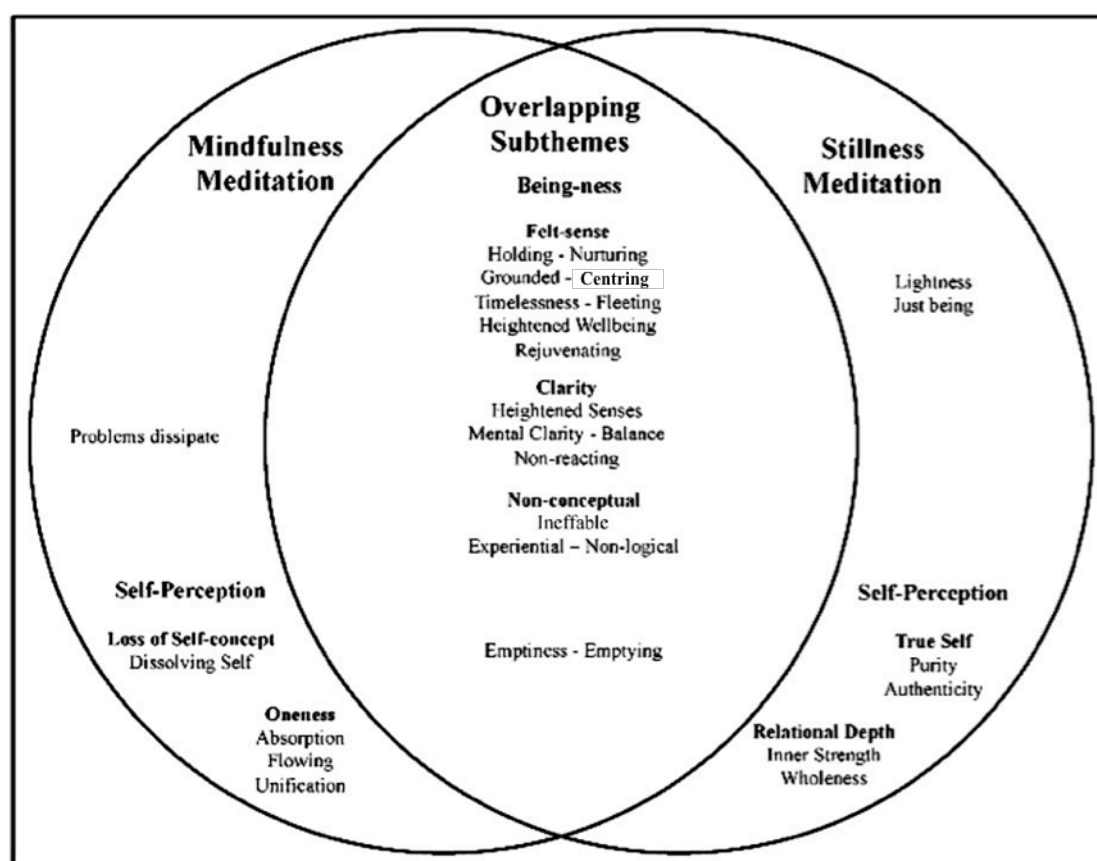 Mindfulness
Meditation
Problems dissipate
Self-Perception
Loss of Self-concept
Dissolving Self
Oneness
Absorption
Flowing
Unification
Overlapping
Subthemes
Being-ness
Felt-sense
Holding - Nurturing
Grounded - Centring
Timelessness - Fleeting
Heightened Wellbeing
Rejuvenating
Clarity
Heightened Senses
Mental Clarity - Balance
Non-reacting
Non-conceptual
Ineffable
Experiential – Non-logical
Emptiness - Emptying
Stillness
Meditation
Lightness
Just being
Self-Perception
True Self
Purity
Authenticity
Relational Depth
Inner Strength
Wholeness